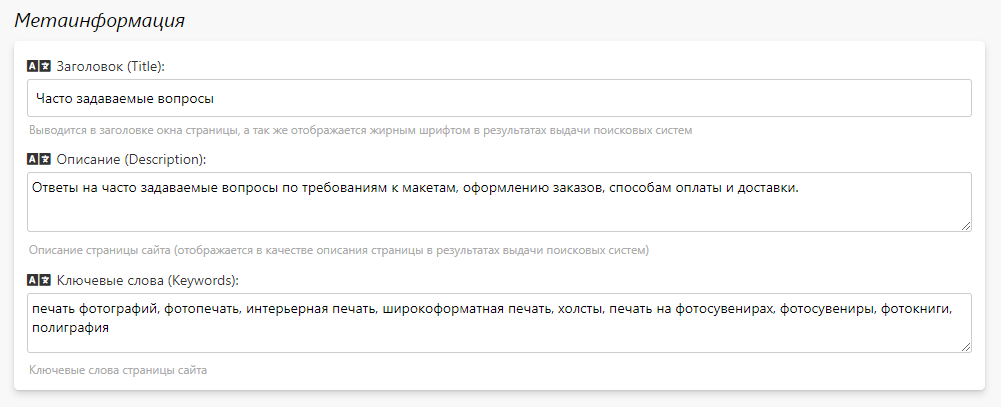 Метаинформация
Заголовок (Title):
Часто задаваемые вопросы
Выводится в заголовке окна страницы, а так же отображается жирным шрифтом в результатах выдачи поисковых систем
Описание (Description):
Ответы на часто задаваемые вопросы по требованиям к макетам, оформлению заказов, способам оплаты и доставки.
Описание страницы сайта (отображается в качестве описания страницы в результатах выдачи поисковых систем)
Ключевые слова (Keywords):
печать фотографий, фотопечать, интерьерная печать, широкоформатная печать, холсты, печать на фотосувенирах, фотосувениры, фотокниги,
полиграфия
Ключевые слова страницы сайта